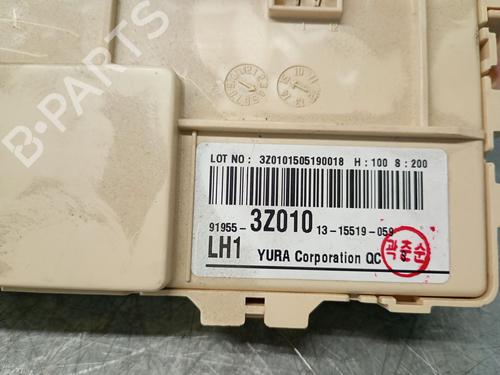 B-PARTS
LOT NO : 3Z0101505190018 H : 100 S : 200
91955-3Z010 13-15519-059
LH1 YURA Corporation QC